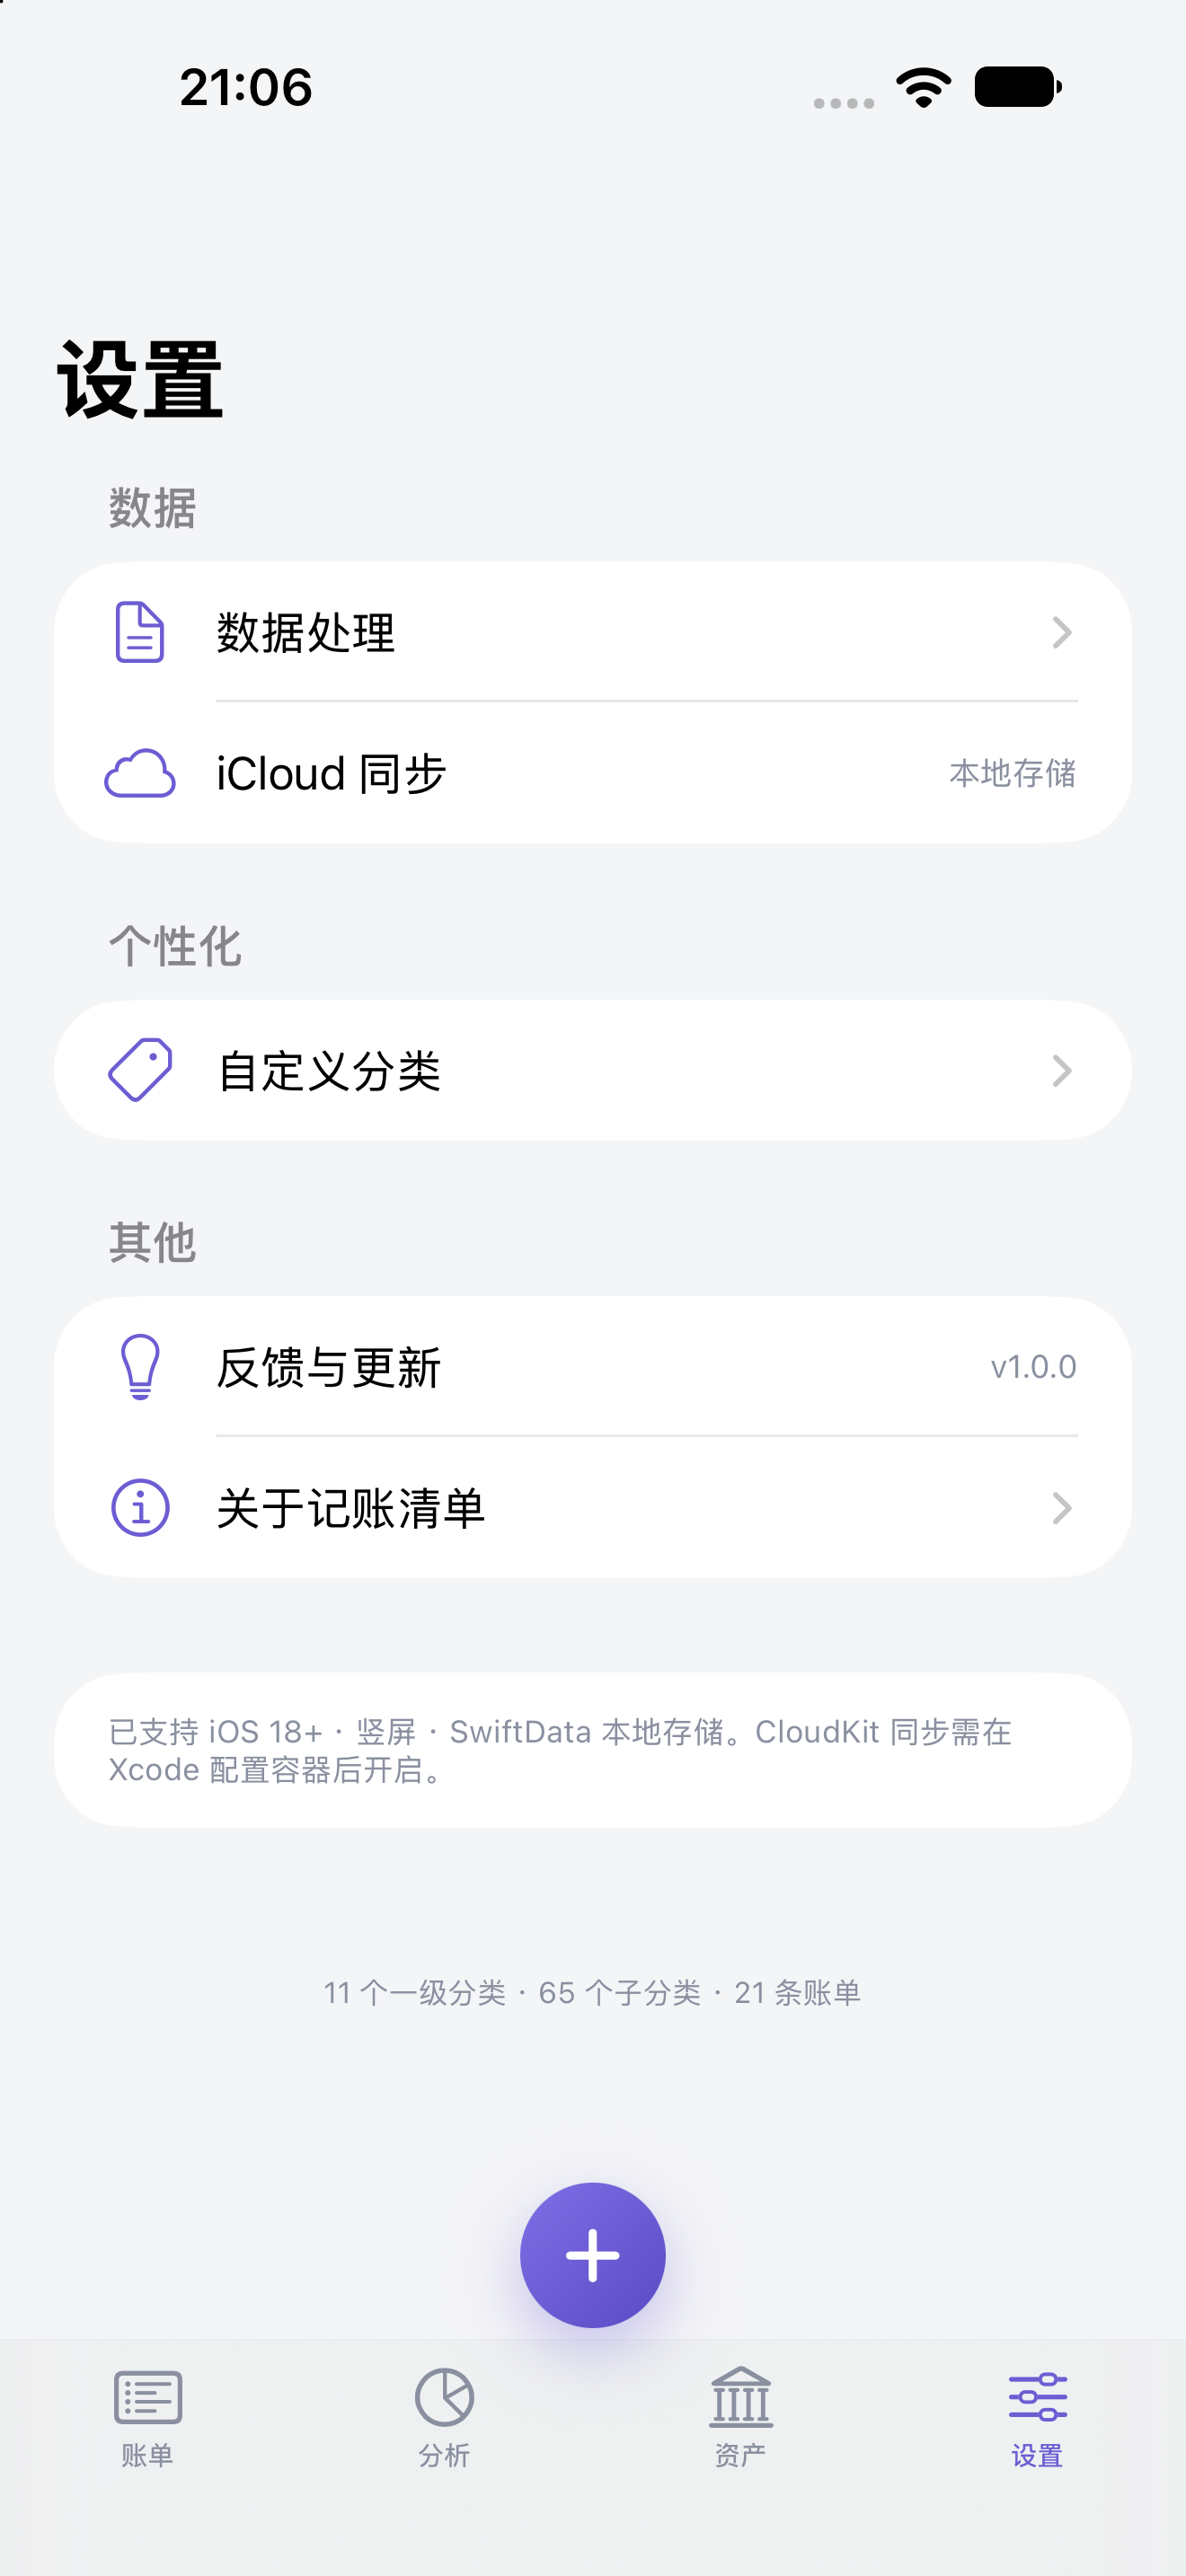 21:06
设置
数据
数据处理
iCloud 同步
本地存储
个性化
自定义分类
其他
反馈与更新
v1.0.0
关于记账清单
已支持 iOS 18+ · 竖屏 · SwiftData 本地存储。CloudKit 同步需在
Xcode 配置容器后开启。
11 个一级分类 · 65 个子分类 · 21 条账单
账单
分析
资产
设置